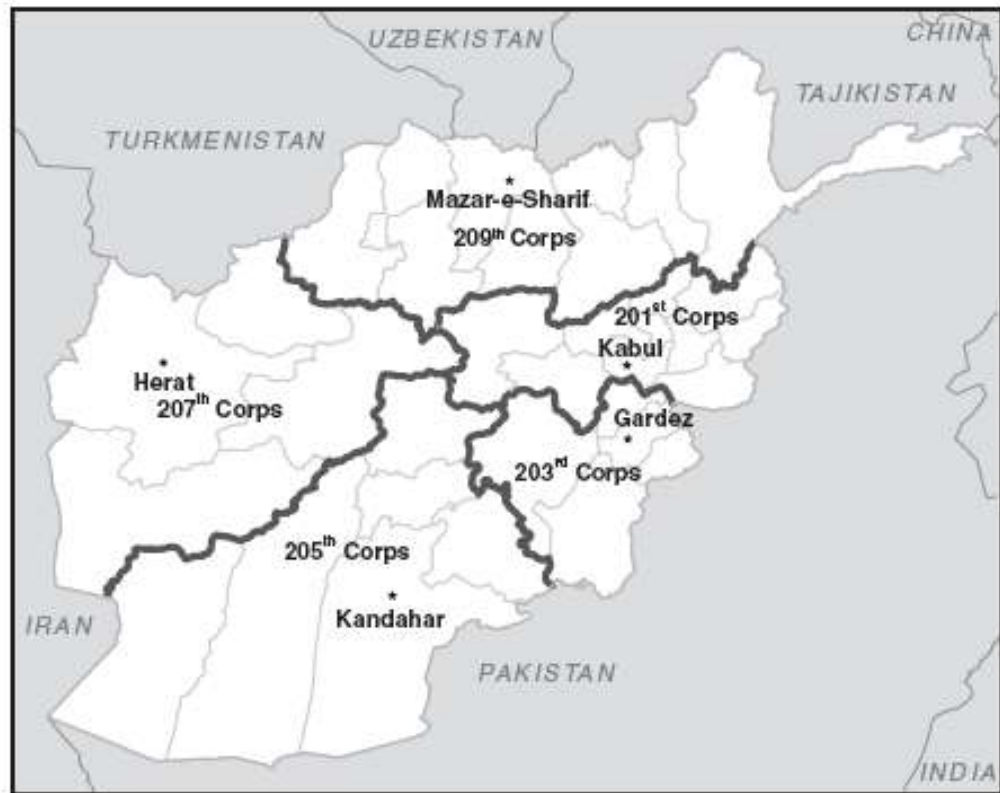 UZBEKISTAN
CHINA
TAJIKISTAN
TURKMENISTAN
Mazar-e-Sharif
209th Corps
201st Corps
Kabul
Herat
207th Corps
Gardez
203rd Corps
205th Corps
Kandahar
IRAN
PAKISTAN
INDIA